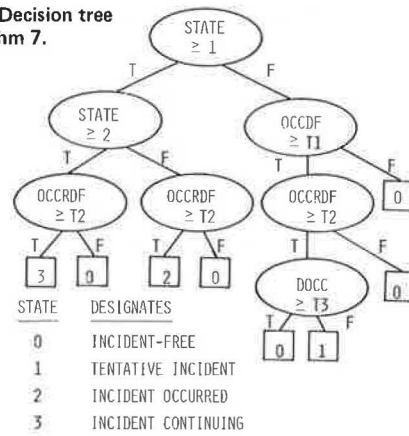 Decision tree
hm 7.
STATE
≥ 1
T F
STATE
≥ 2
OCCDF
≥ T1
T F T F
OCCRDF
≥ T2
OCCRDF
≥ T2
OCCRDF
≥ T2
0
T F T F T F
3 0 2 0
DOCC
≥ T3
0
T F
0 1
STATE DESIGNATES
0 INCIDENT-FREE
1 TENTATIVE INCIDENT
2 INCIDENT OCCURRED
3 INCIDENT CONTINUING